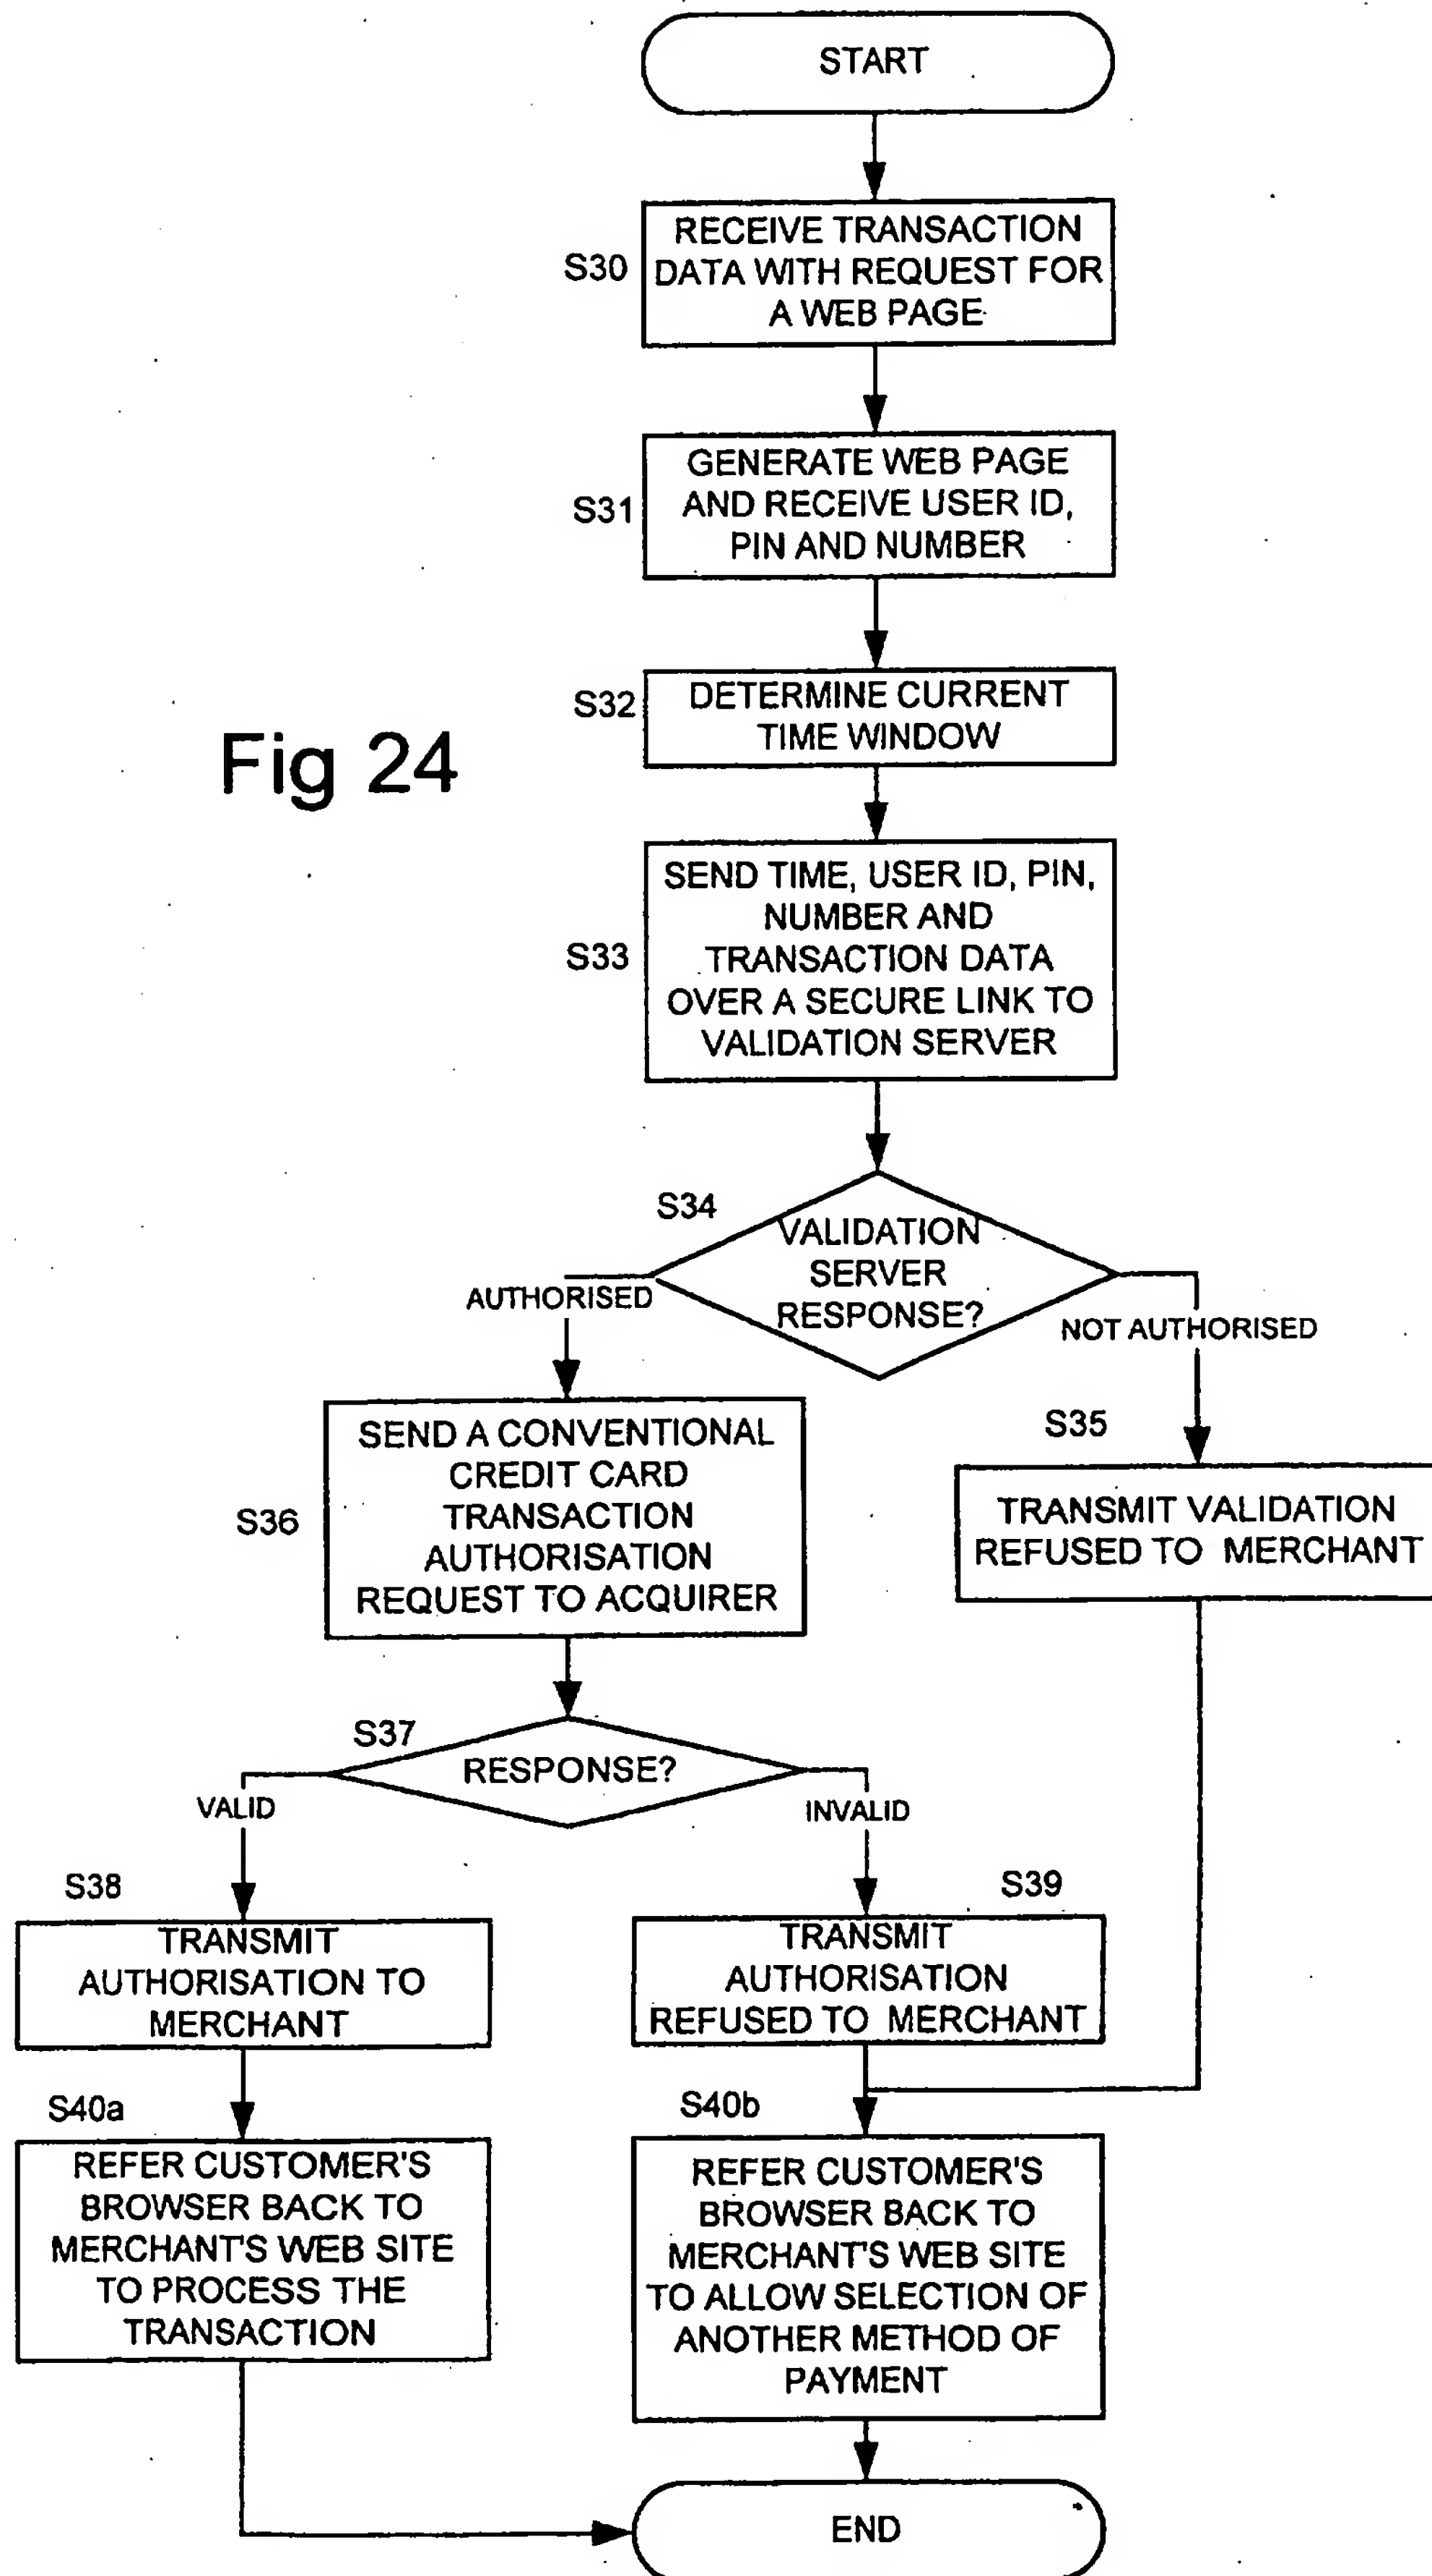 START
S30
RECEIVE TRANSACTION
DATA WITH REQUEST FOR
A WEB PAGE
S31
GENERATE WEB PAGE
AND RECEIVE USER ID,
PIN AND NUMBER
S32
DETERMINE CURRENT
TIME WINDOW
Fig 24
S33
SEND TIME, USER ID, PIN,
NUMBER AND
TRANSACTION DATA
OVER A SECURE LINK TO
VALIDATION SERVER
S34
VALIDATION
SERVER
RESPONSE?
AUTHORISED
NOT AUTHORISED
S36
SEND A CONVENTIONAL
CREDIT CARD
TRANSACTION
AUTHORISATION
REQUEST TO ACQUIRER
S35
TRANSMIT VALIDATION
REFUSED TO MERCHANT
S37
RESPONSE?
VALID
INVALID
S38
TRANSMIT
AUTHORISATION TO
MERCHANT
S39
TRANSMIT
AUTHORISATION
REFUSED TO MERCHANT
S40a
REFER CUSTOMER'S
BROWSER BACK TO
MERCHANT'S WEB SITE
TO PROCESS THE
TRANSACTION
S40b
REFER CUSTOMER'S
BROWSER BACK TO
MERCHANT'S WEB SITE
TO ALLOW SELECTION OF
ANOTHER METHOD OF
PAYMENT
END